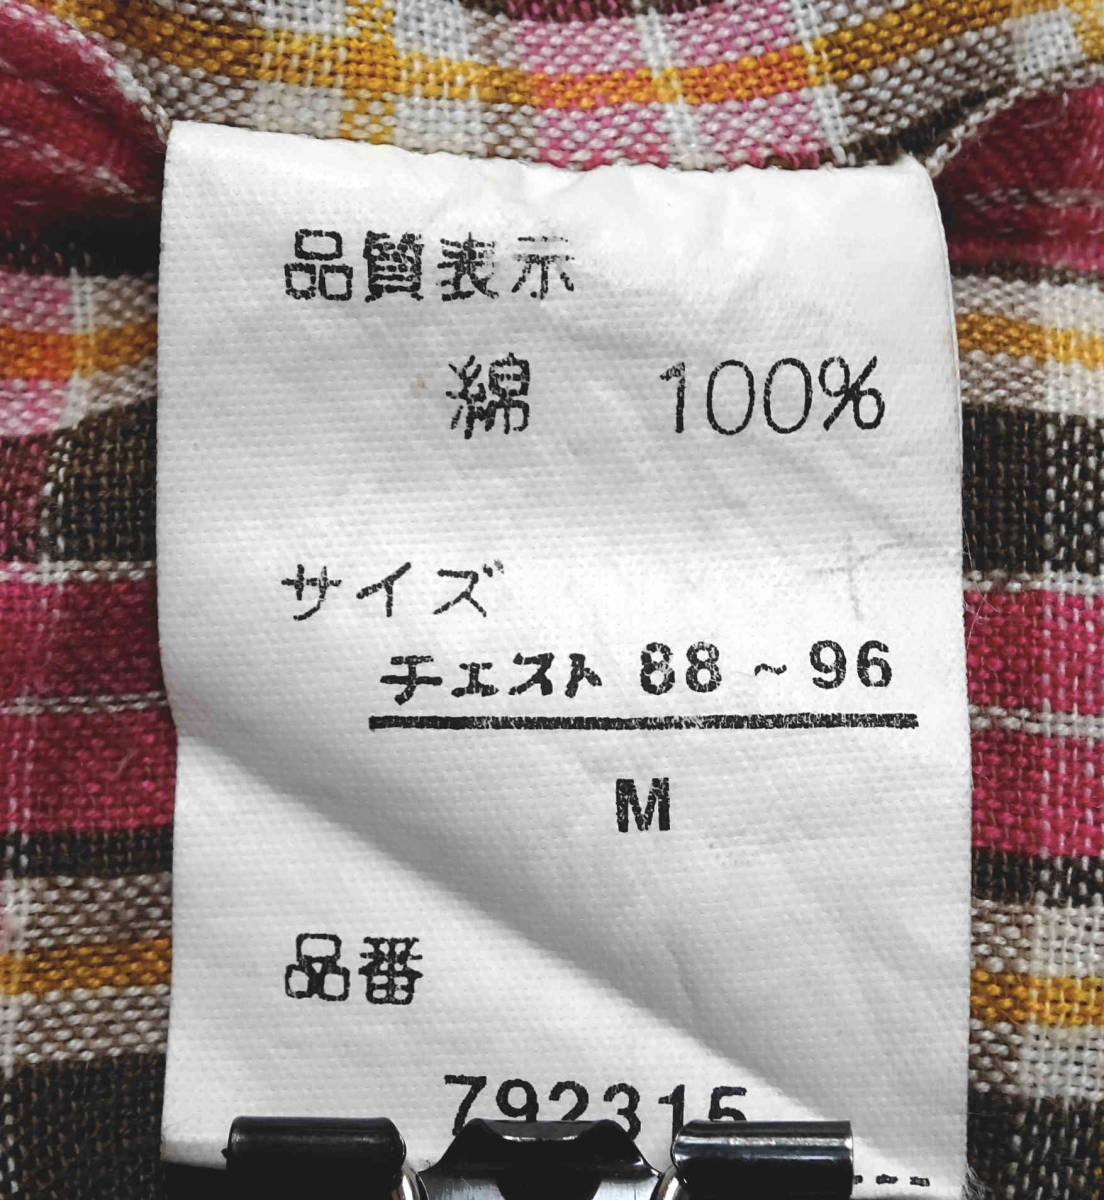 品質表示
綿 100%
サイズ
チェスト 88 ~ 96
M
品番
792315